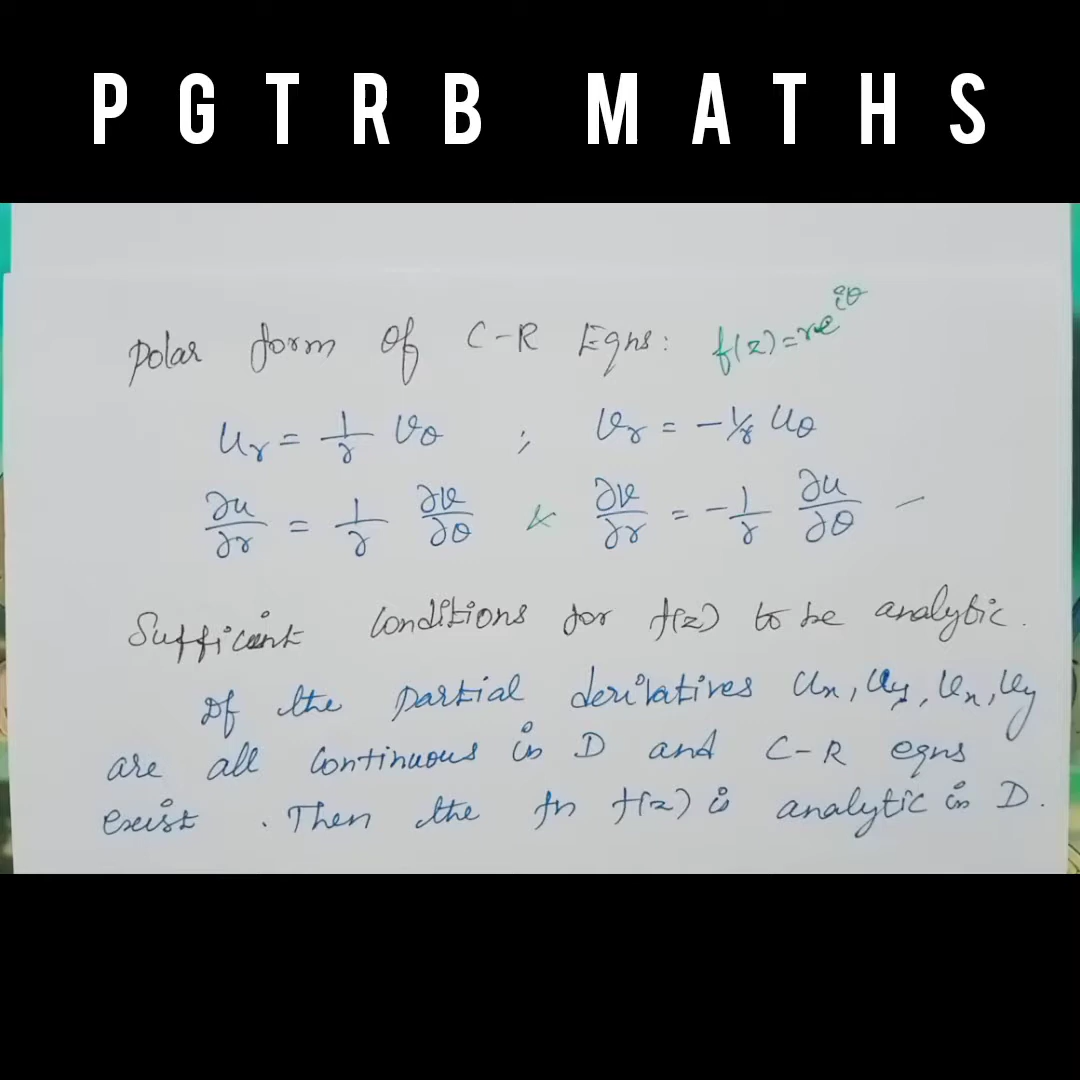 PGTRB MATHS
Polar form of C-R Eqns: f(z)=re^{iθ}
u_r = 1/r v_θ ; v_r = -1/r u_θ
∂u/∂r = 1/r ∂v/∂θ & ∂v/∂r = -1/r ∂u/∂θ
Sufficient conditions for f(z) to be analytic.
If the partial derivatives u_x, u_y, v_x, v_y
are all continuous in D and C-R eqns
exist. Then the fn f(z) is analytic in D.